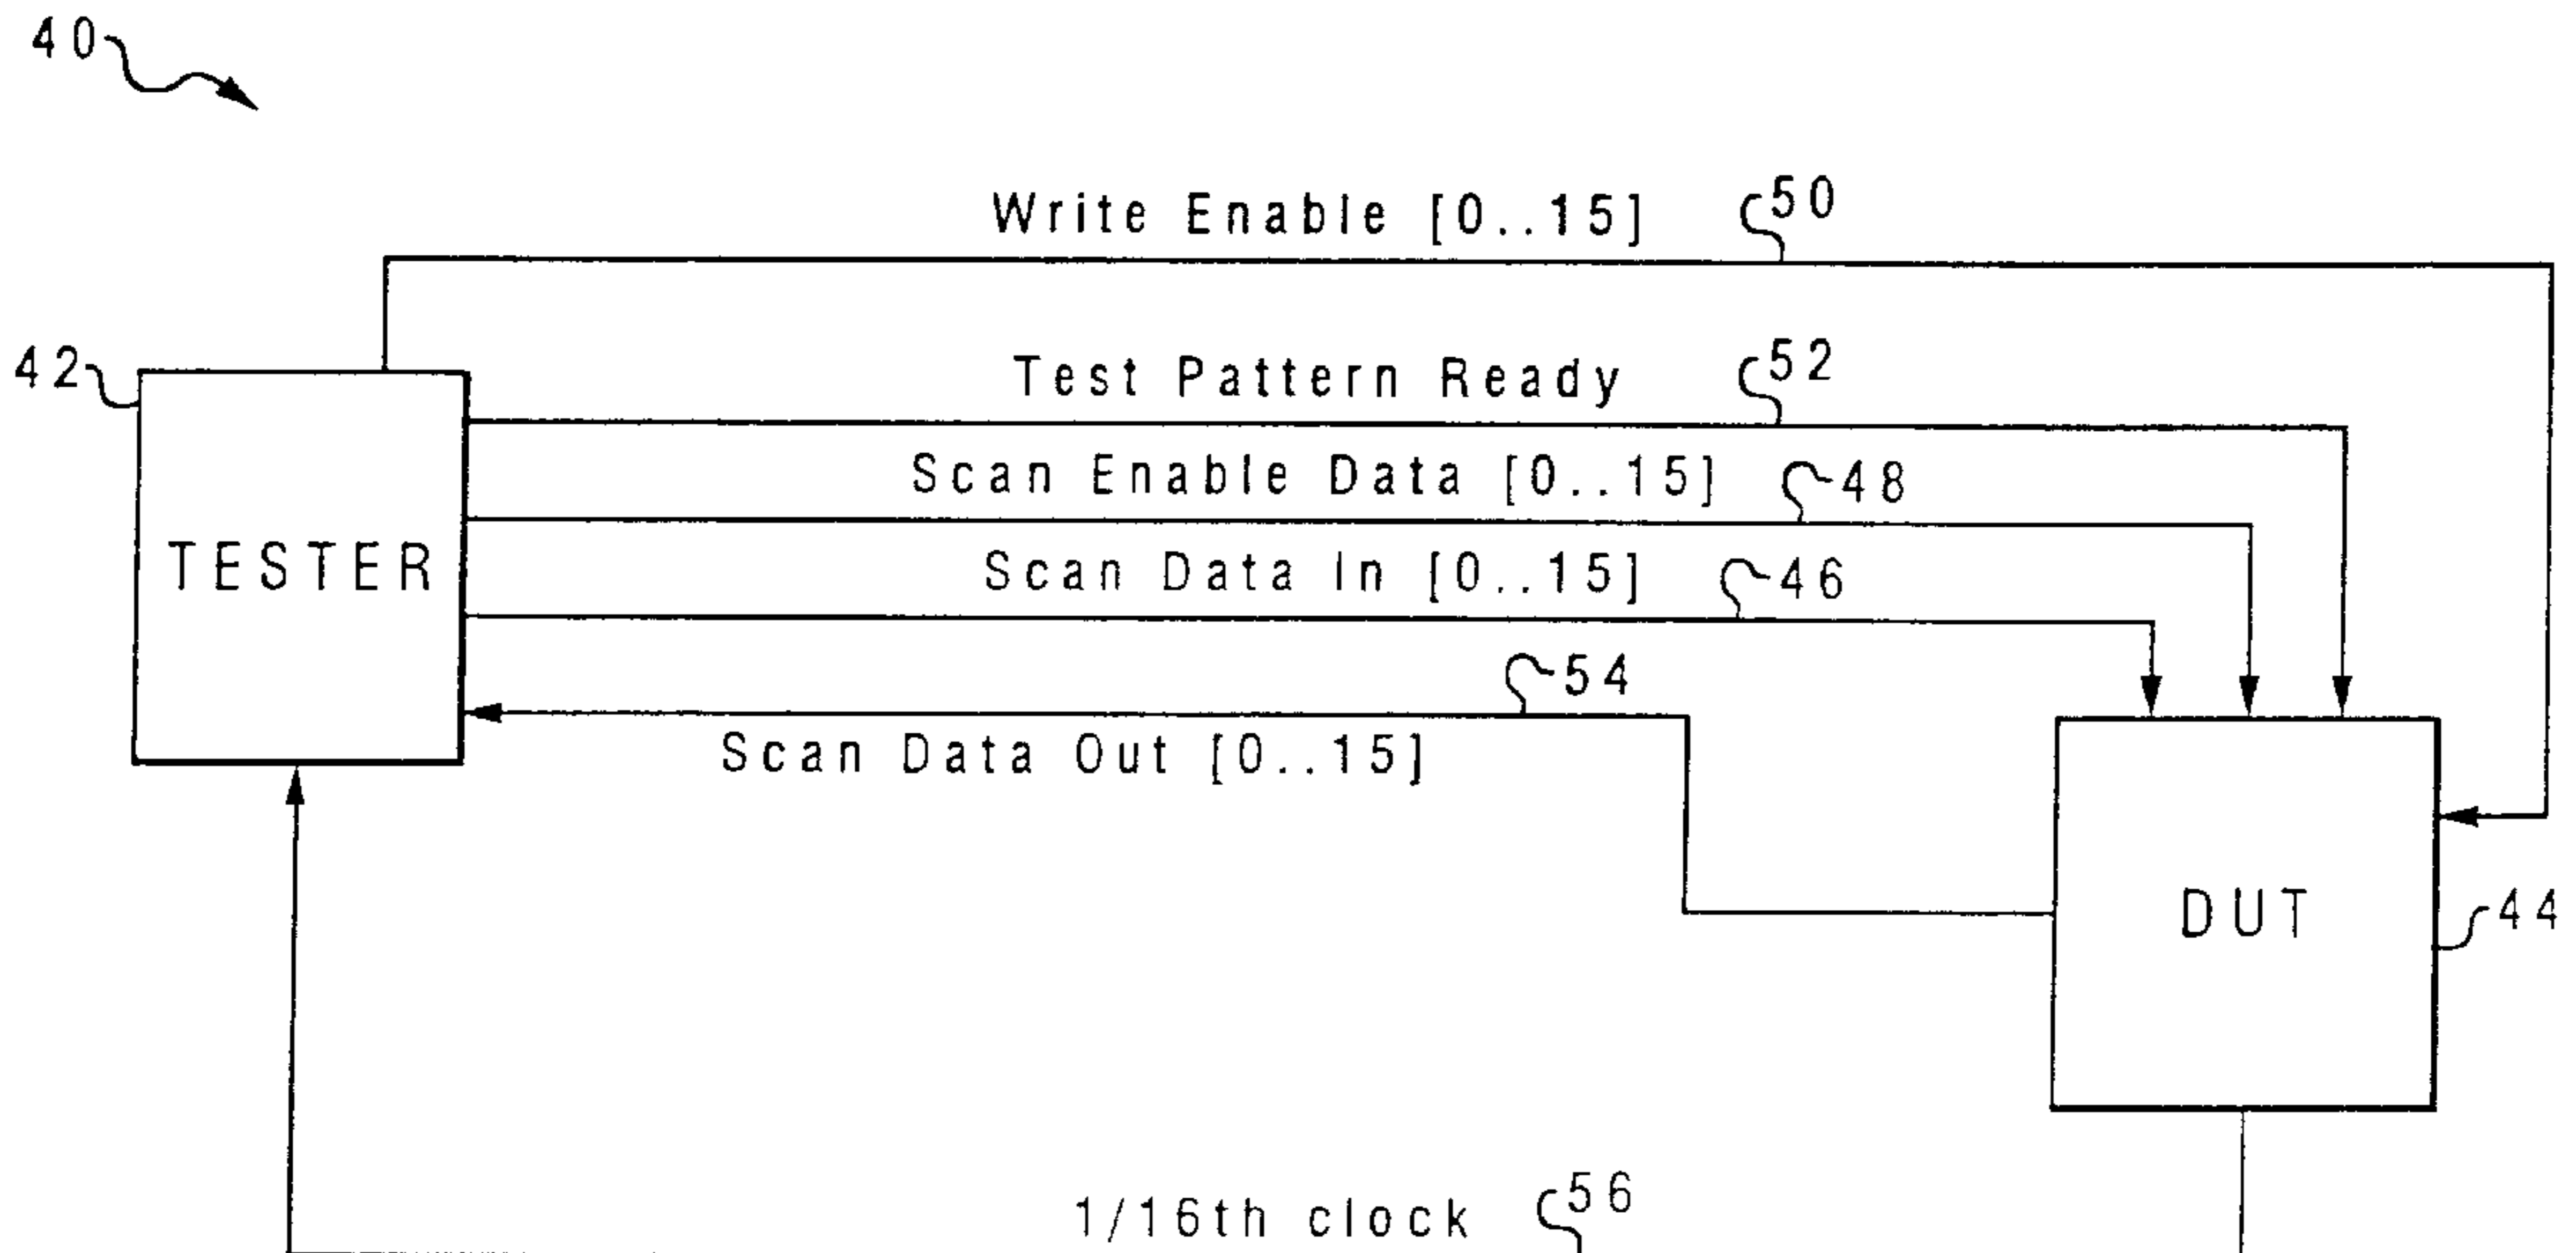 40
Write Enable [0..15] 50
42
Test Pattern Ready 52
Scan Enable Data [0..15] 48
TESTER
Scan Data In [0..15] 46
54
Scan Data Out [0..15]
DUT 44
1/16th clock 56